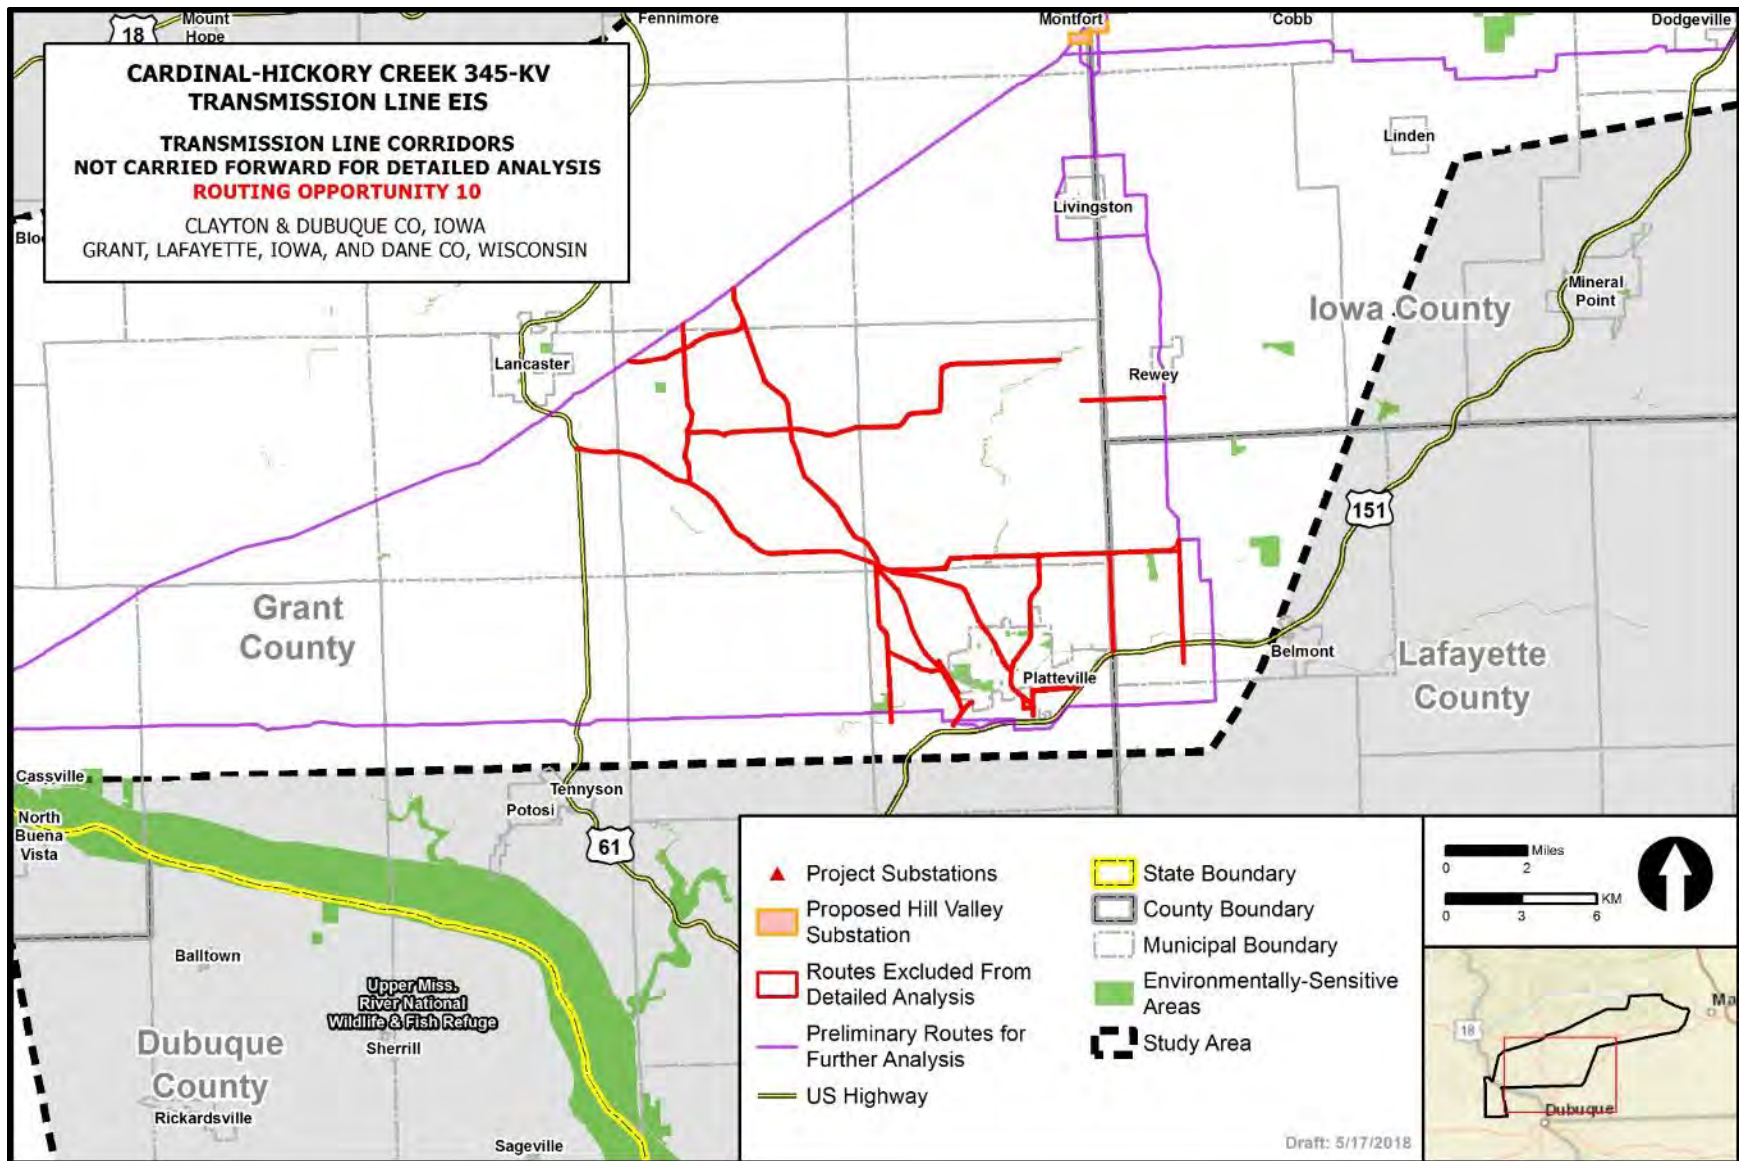 18
Mount
Hope
Fennimore
Montfort
Cobb
Dodgeville
CARDINAL-HICKORY CREEK 345-KV
TRANSMISSION LINE EIS
TRANSMISSION LINE CORRIDORS
NOT CARRIED FORWARD FOR DETAILED ANALYSIS
ROUTING OPPORTUNITY 10
CLAYTON & DUBUQUE CO, IOWA
GRANT, LAFAYETTE, IOWA, AND DANE CO, WISCONSIN
Linden
Livingston
Mineral
Point
Iowa County
Lancaster
Rewey
151
Grant
County
Belmont
Lafayette
County
Platteville
Cassville
Tennyson
Potosi
North
Buena
Vista
61
Balltown
Upper Miss.
River National
Wildlife & Fish Refuge
Sherrill
Dubuque
County
Rickardsville
Sageville
Project Substations
Proposed Hill Valley
Substation
Routes Excluded From
Detailed Analysis
Preliminary Routes for
Further Analysis
US Highway
State Boundary
County Boundary
Municipal Boundary
Environmentally-Sensitive
Areas
Study Area
Draft: 5/17/2018
Miles
0 2
KM
0 3 6
Ma
18
Dubuque